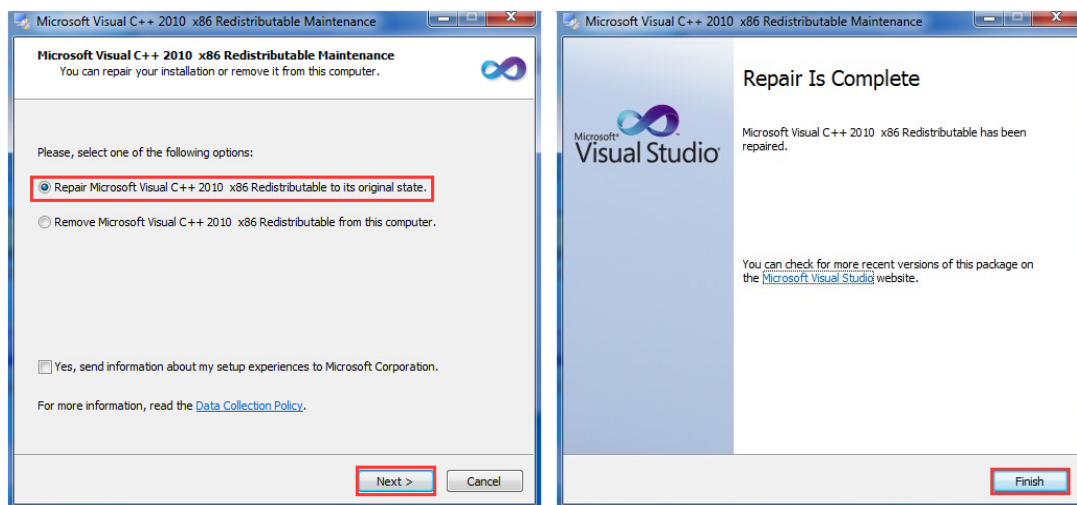 Microsoft Visual C++ 2010  x86 Redistributable Maintenance
Microsoft Visual C++ 2010  x86 Redistributable Maintenance
You can repair your installation or remove it from this computer.
Please, select one of the following options:
Repair Microsoft Visual C++ 2010  x86 Redistributable to its original state.
Remove Microsoft Visual C++ 2010  x86 Redistributable from this computer.
Yes, send information about my setup experiences to Microsoft Corporation.
For more information, read the Data Collection Policy.
Next >
Cancel
Microsoft Visual C++ 2010  x86 Redistributable Maintenance
Microsoft®
Visual Studio®
Repair Is Complete
Microsoft Visual C++ 2010  x86 Redistributable has been
repaired.
You can check for more recent versions of this package on
the Microsoft Visual Studio website.
Finish